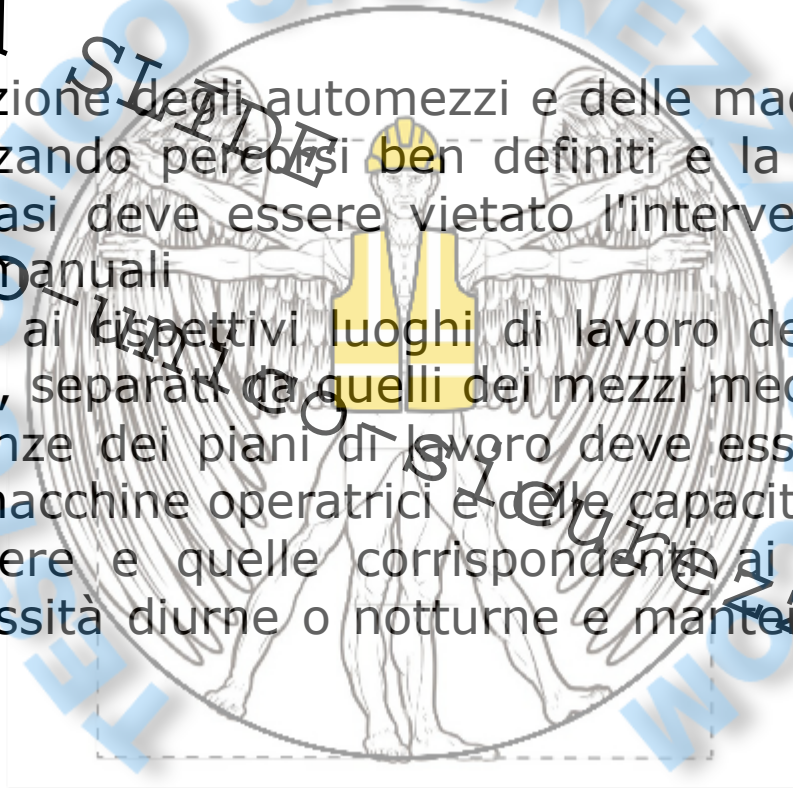 SLIDE
zione degli automezzi e delle mac
zando percorsi ben definiti e la
asi deve essere vietato l'interve
manuali
ai rispettivi luoghi di lavoro de
, separati da quelli dei mezzi mec
nze dei piani di lavoro deve ess
macchine operatrici e delle capacit
ere e quelle corrispondenti ai
ssità diurne o notturne e mante
o-unico-sicurez